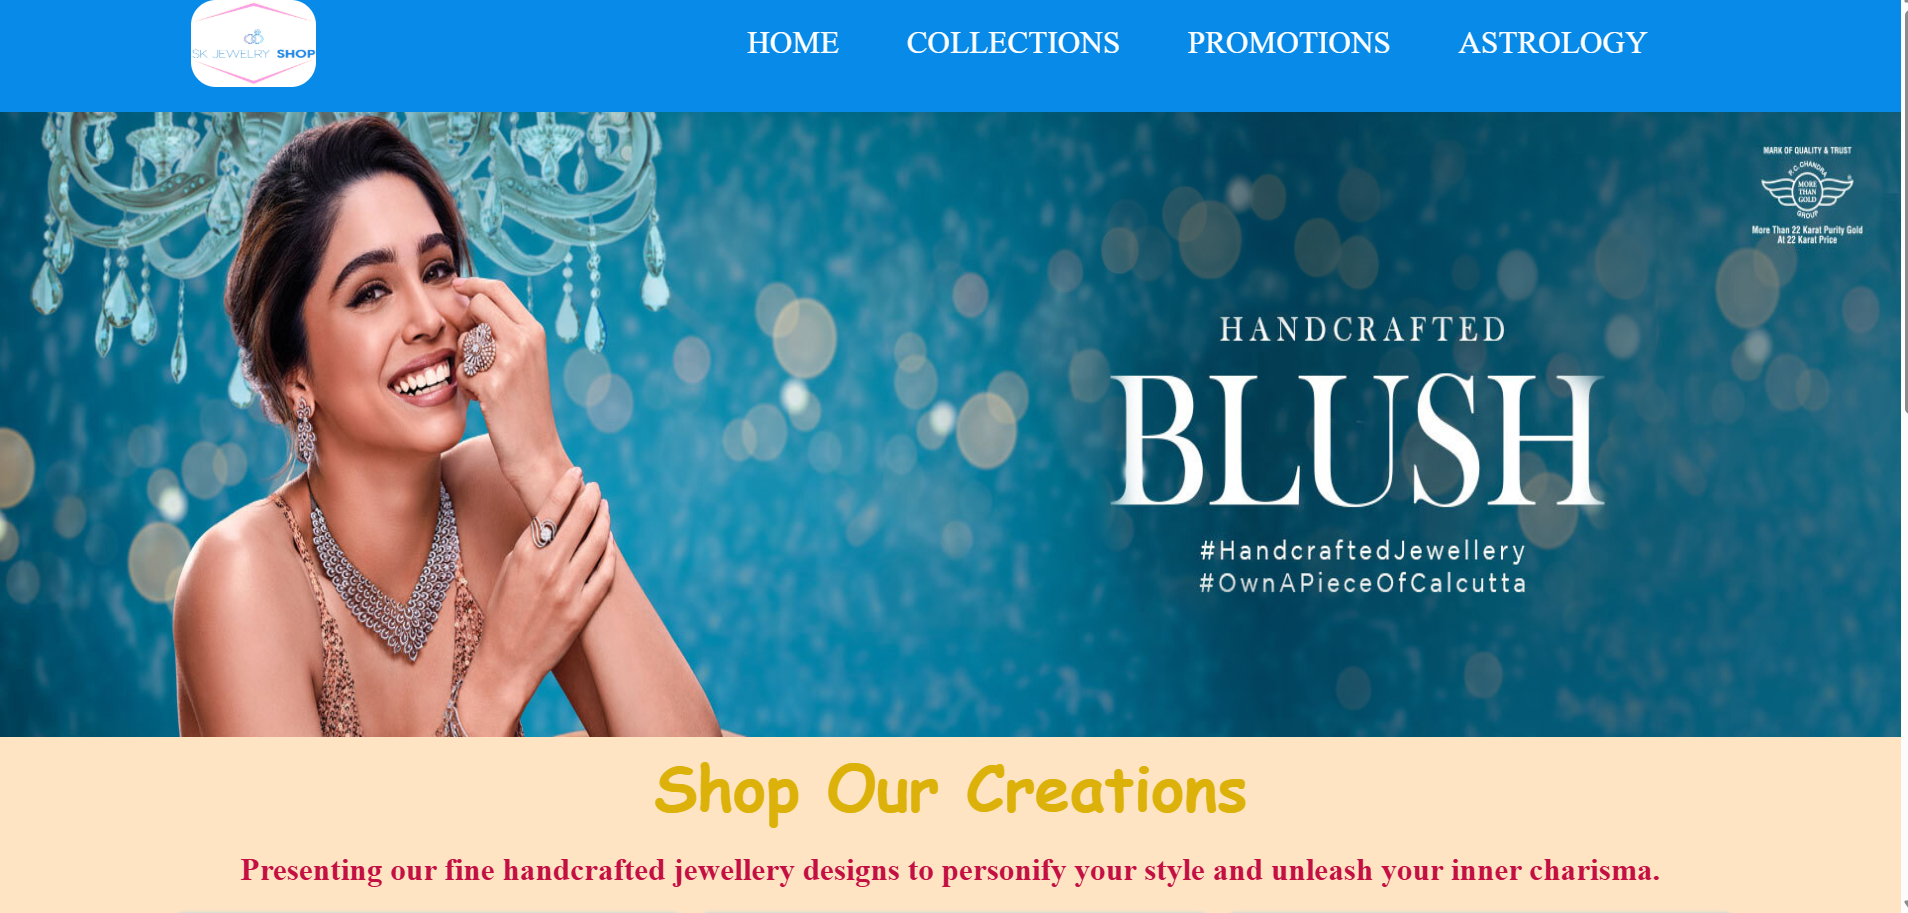 SK JEWELRY SHOP
HOME COLLECTIONS PROMOTIONS ASTROLOGY
MARK OF QUALITY & TRUST
P.C. CHANDRA
MORE
THAN
GOLD
GROUP
More Than 22 Karat Purity Gold
At 22 Karat Price
HANDCRAFTED
BLUSH
#HandcraftedJewellery
#OwnAPieceOfCalcutta
Shop Our Creations
Presenting our fine handcrafted jewellery designs to personify your style and unleash your inner charisma.